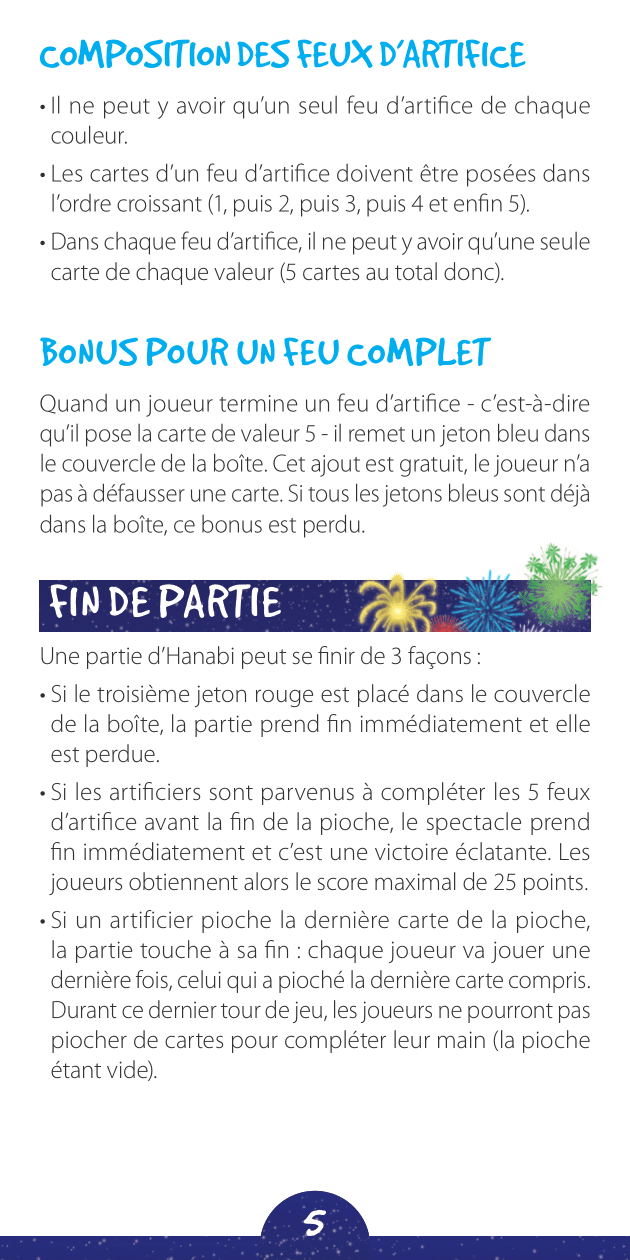 COMPOSITION DES FEUX D’ARTIFICE
• Il ne peut y avoir qu’un seul feu d’artifice de chaque
couleur.
• Les cartes d’un feu d’artifice doivent être posées dans
l’ordre croissant (1, puis 2, puis 3, puis 4 et enfin 5).
• Dans chaque feu d’artifice, il ne peut y avoir qu’une seule
carte de chaque valeur (5 cartes au total donc).
BONUS POUR UN FEU COMPLET
Quand un joueur termine un feu d’artifice - c’est-à-dire
qu’il pose la carte de valeur 5 - il remet un jeton bleu dans
le couvercle de la boîte. Cet ajout est gratuit, le joueur n’a
pas à défausser une carte. Si tous les jetons bleus sont déjà
dans la boîte, ce bonus est perdu.
FIN DE PARTIE
Une partie d’Hanabi peut se finir de 3 façons :
• Si le troisième jeton rouge est placé dans le couvercle
de la boîte, la partie prend fin immédiatement et elle
est perdue.
• Si les artificiers sont parvenus à compléter les 5 feux
d’artifice avant la fin de la pioche, le spectacle prend
fin immédiatement et c’est une victoire éclatante. Les
joueurs obtiennent alors le score maximal de 25 points.
• Si un artificier pioche la dernière carte de la pioche,
la partie touche à sa fin : chaque joueur va jouer une
dernière fois, celui qui a pioché la dernière carte compris.
Durant ce dernier tour de jeu, les joueurs ne pourront pas
piocher de cartes pour compléter leur main (la pioche
étant vide).
5